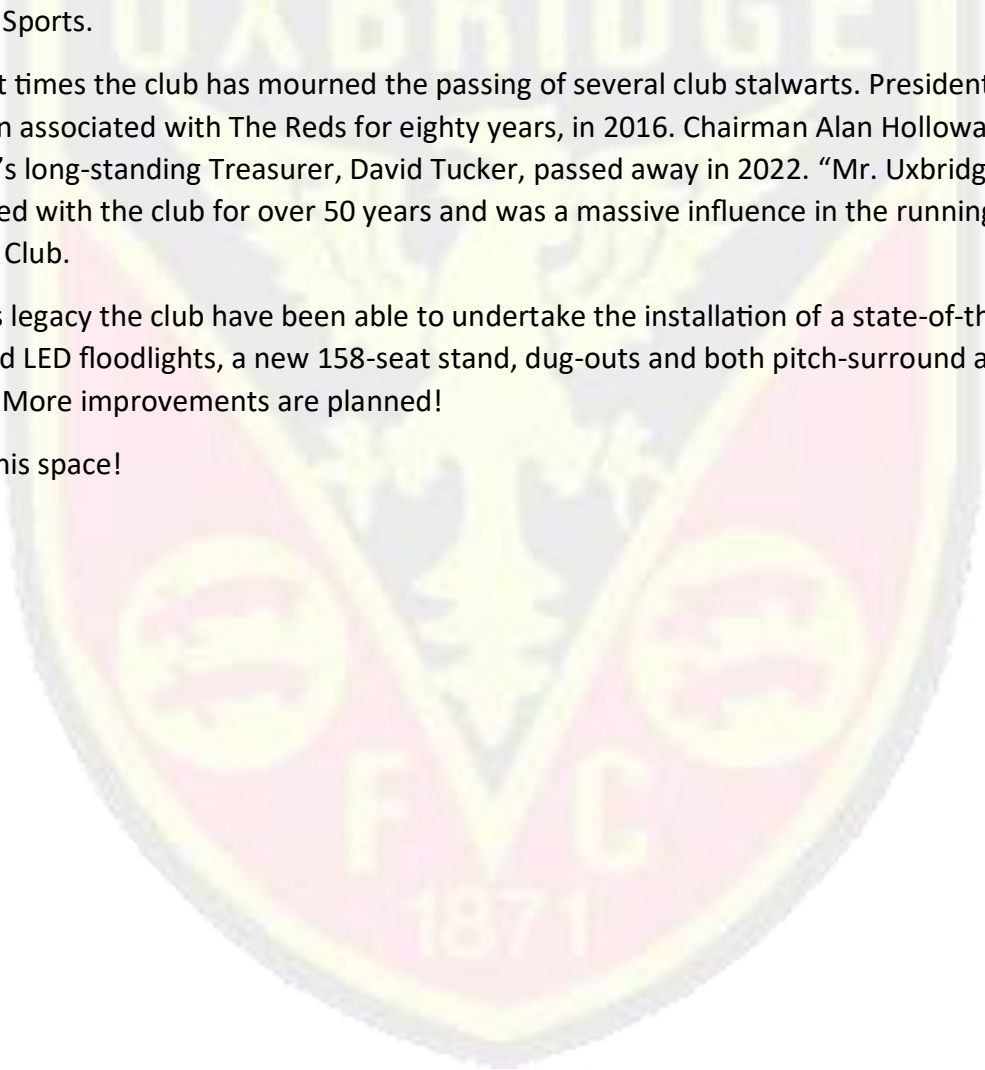 UXBRIDGE
Sports.
t times the club has mourned the passing of several club stalwarts. President
n associated with The Reds for eighty years, in 2016. Chairman Alan Hollowa
’s long-standing Treasurer, David Tucker, passed away in 2022. “Mr. Uxbridg
ed with the club for over 50 years and was a massive influence in the running
Club.
s legacy the club have been able to undertake the installation of a state-of-th
d LED floodlights, a new 158-seat stand, dug-outs and both pitch-surround a
More improvements are planned!
his space!
F C
1871